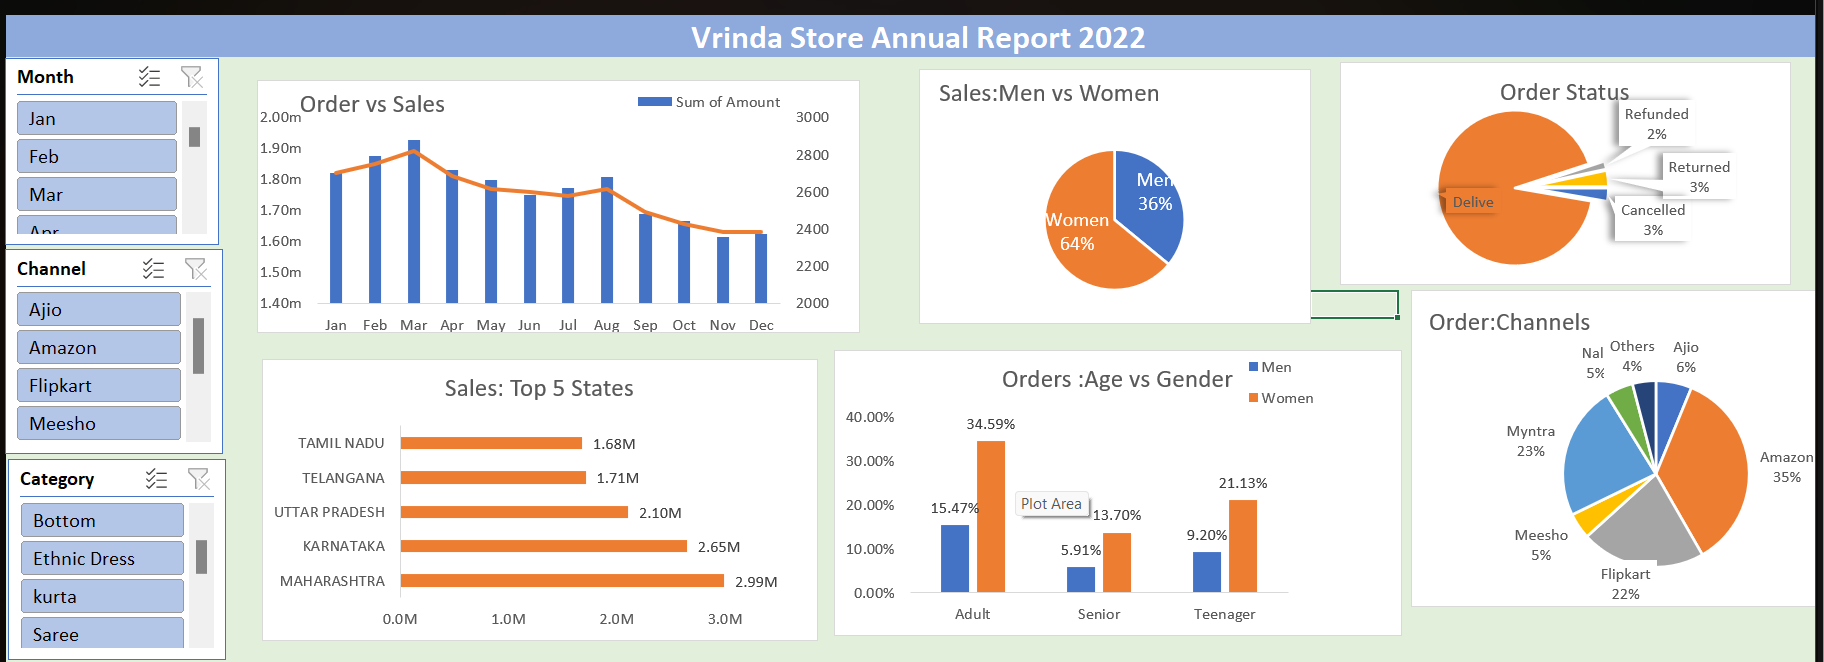 Vrinda Store Annual Report 2022
Month
Jan
Feb
Mar
Apr
Channel
Ajio
Amazon
Flipkart
Meesho
Category
Bottom
Ethnic Dress
kurta
Saree
Order vs Sales
Sum of Amount
2.00m
1.90m
1.80m
1.70m
1.60m
1.50m
1.40m
3000
2800
2600
2400
2200
2000
Jan Feb Mar Apr May Jun Jul Aug Sep Oct Nov Dec
Sales:Men vs Women
Men
36%
Women
64%
Order Status
Refunded
2%
Returned
3%
Cancelled
3%
Delive
Sales: Top 5 States
TAMIL NADU 1.68M
TELANGANA 1.71M
UTTAR PRADESH 2.10M
KARNATAKA 2.65M
MAHARASHTRA 2.99M
0.0M 1.0M 2.0M 3.0M
Orders :Age vs Gender
Men
Women
40.00%
30.00%
20.00%
10.00%
0.00%
15.47%
34.59%
5.91%
13.70%
9.20%
21.13%
Plot Area
Adult Senior Teenager
Order:Channels
Nal
5%
Others
4%
Ajio
6%
Myntra
23%
Amazon
35%
Meesho
5%
Flipkart
22%